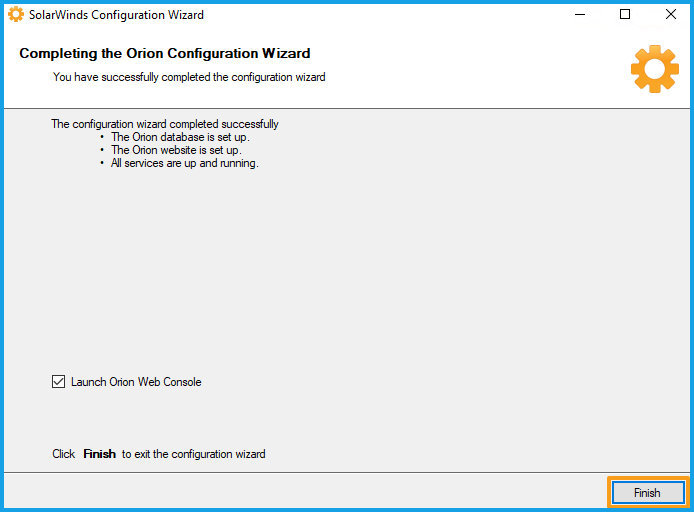 SolarWinds Configuration Wizard
Completing the Orion Configuration Wizard
You have successfully completed the configuration wizard
The configuration wizard completed successfully
• The Orion database is set up.
• The Orion website is set up.
• All services are up and running.
Launch Orion Web Console
Click Finish to exit the configuration wizard
Finish